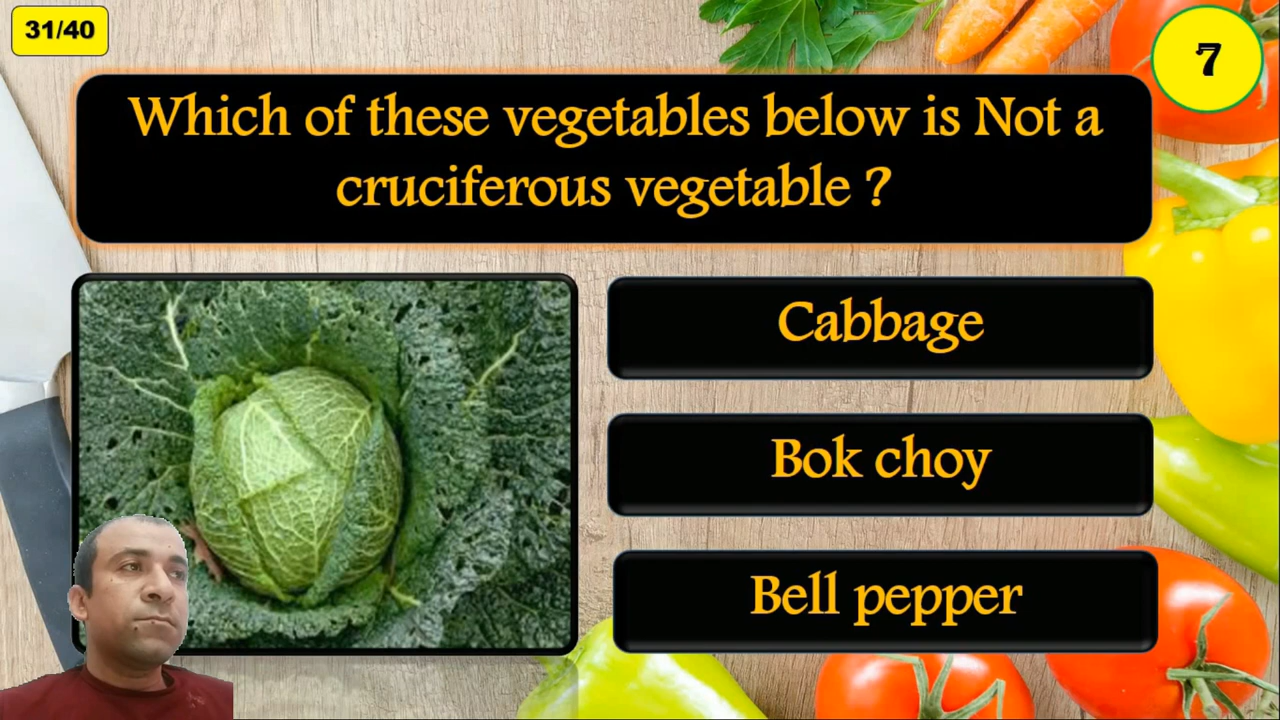 31/40
7
Which of these vegetables below is Not a
cruciferous vegetable ?
Cabbage
Bok choy
Bell pepper